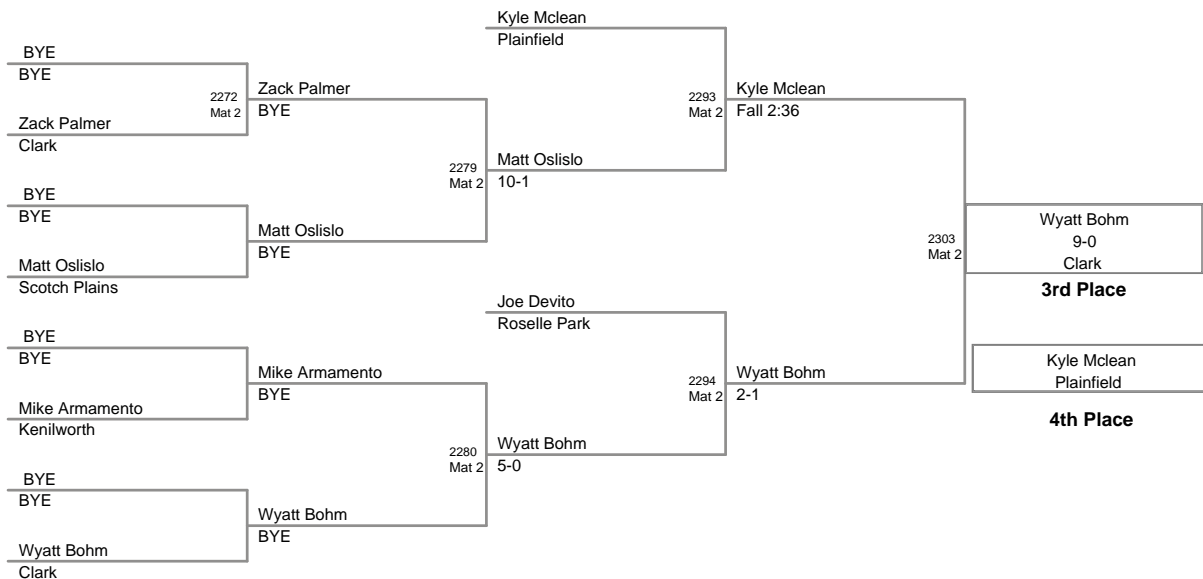 BYE
BYE
Zack Palmer
Clark
BYE
BYE
Matt Oslislo
Scotch Plains
BYE
BYE
Mike Armamento
Kenilworth
BYE
BYE
Wyatt Bohm
Clark
2272
Mat 2
Zack Palmer
BYE
Matt Oslislo
BYE
Mike Armamento
BYE
Wyatt Bohm
BYE
2279
Mat 2
2280
Mat 2
Kyle Mclean
Plainfield
Matt Oslislo
10-1
Joe Devito
Roselle Park
Wyatt Bohm
5-0
2293
Mat 2
2294
Mat 2
Kyle Mclean
Fall 2:36
Wyatt Bohm
2-1
2303
Mat 2
Wyatt Bohm
9-0
Clark
3rd Place
Kyle Mclean
Plainfield
4th Place